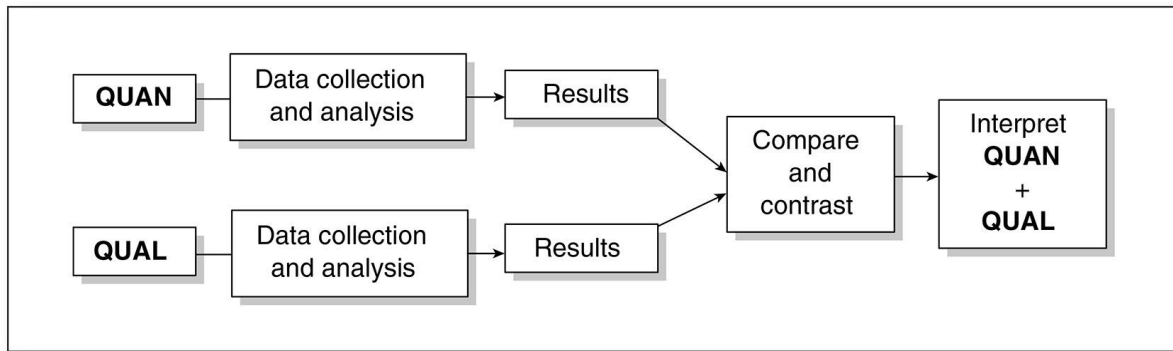 QUAN
Data collection
and analysis
Results
QUAL
Data collection
and analysis
Results
Compare
and
contrast
Interpret
QUAN
+
QUAL